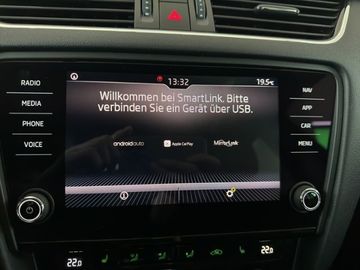 13:32
19.5°C
RADIO
MEDIA
PHONE
VOICE
Willkommen bei SmartLink. Bitte
verbinden Sie ein Gerät über USB.
androidauto
Apple CarPlay
MirrorLink
NAV
APP
CAR
MENU
22.0
22.0